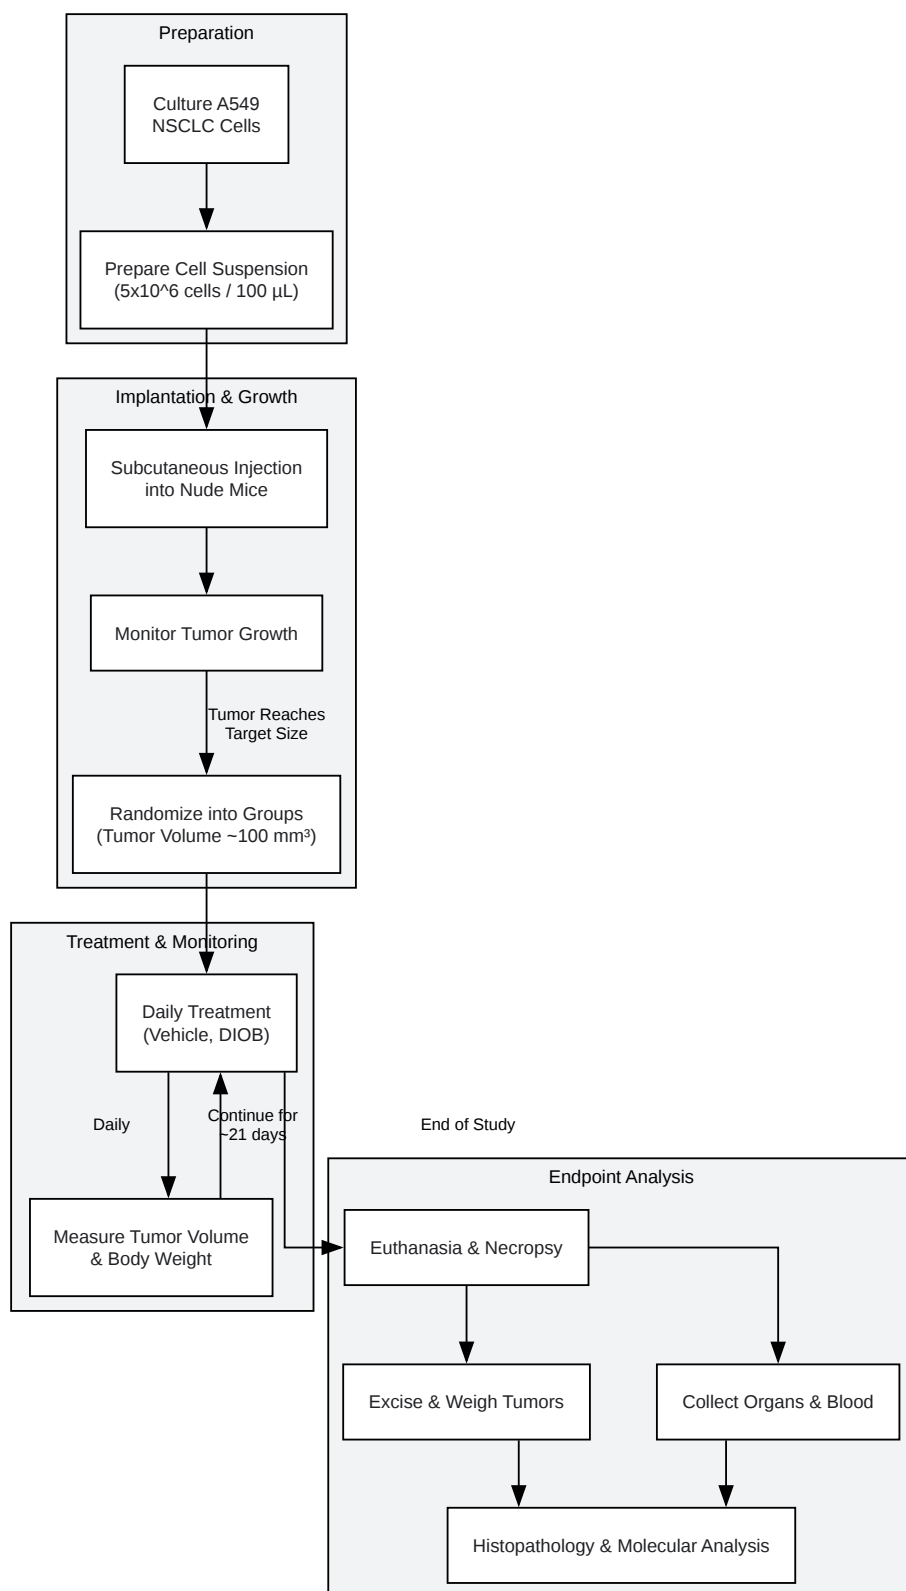 Preparation
Culture A549
NSCLC Cells
Prepare Cell Suspension
(5x10^6 cells / 100 µL)
Implantation & Growth
Subcutaneous Injection
into Nude Mice
Monitor Tumor Growth
Tumor Reaches
Target Size
Randomize into Groups
(Tumor Volume ~100 mm³)
Treatment & Monitoring
Daily Treatment
(Vehicle, DIOB)
Daily
Continue for
~21 days
End of Study
Measure Tumor Volume
& Body Weight
Endpoint Analysis
Euthanasia & Necropsy
Excise & Weigh Tumors
Collect Organs & Blood
Histopathology & Molecular Analysis